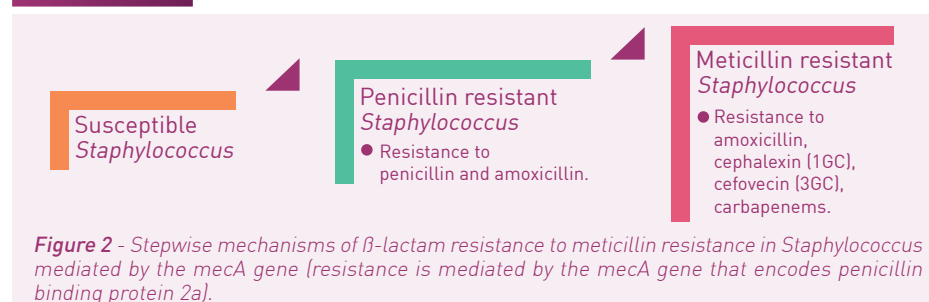 Susceptible
Staphylococcus
Penicillin resistant
Staphylococcus
● Resistance to
penicillin and amoxicillin.
Meticillin resistant
Staphylococcus
● Resistance to
amoxicillin,
cephalexin (1GC),
cefovecin (3GC),
carbapenems.
Figure 2 - Stepwise mechanisms of ß-lactam resistance to meticillin resistance in Staphylococcus
mediated by the mecA gene (resistance is mediated by the mecA gene that encodes penicillin
binding protein 2a).